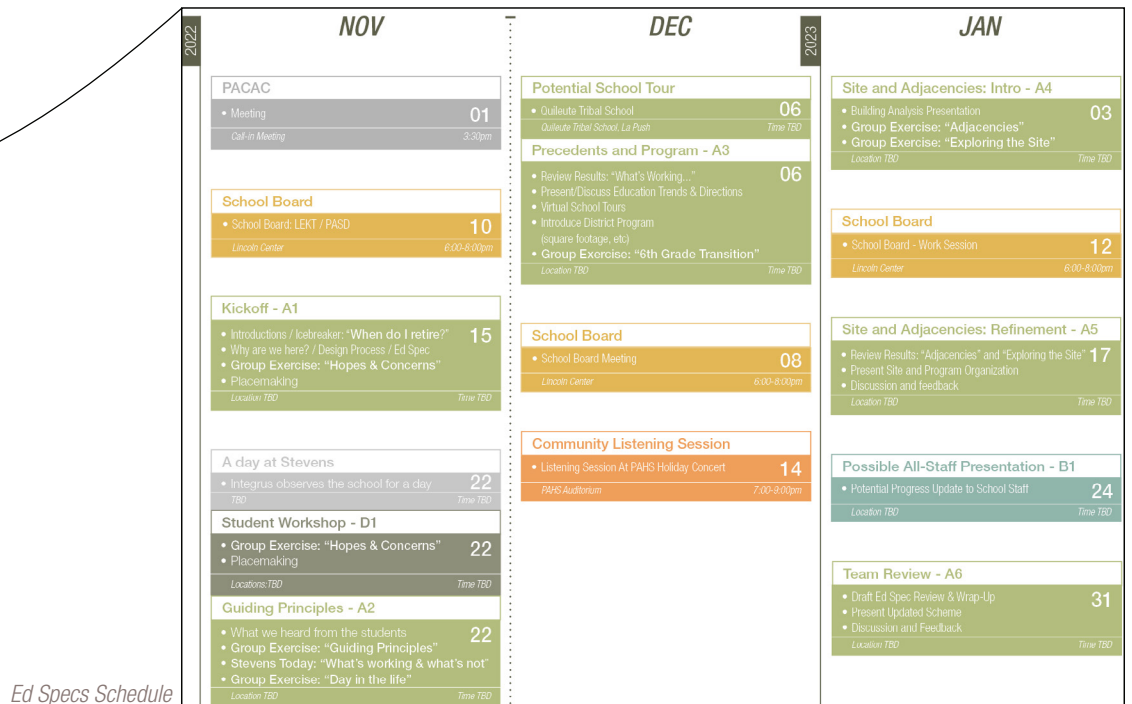 2022
NOV
PACAC
• Meeting
01
Call-in Meeting
3:30pm
School Board
• School Board: LEKT / PASD
10
Lincoln Center
6:00-8:00pm
Kickoff - A1
• Introductions / Icebreaker: "When do I retire?"
15
• Why are we here? / Design Process / Ed Spec
• Group Exercise: "Hopes & Concerns"
• Placemaking
Location TBD
Time TBD
A day at Stevens
• Integrus observes the school for a day
22
TBD
Time TBD
Student Workshop - D1
• Group Exercise: "Hopes & Concerns"
22
• Placemaking
Locations:TBD
Time TBD
Guiding Principles - A2
• What we heard from the students
22
• Group Exercise: "Guiding Principles"
• Stevens Today: "What's working & what's not"
• Group Exercise: "Day in the life"
Location TBD
Time TBD
DEC
Potential School Tour
• Quileute Tribal School
06
Quileute Tribal School, La Push
Time TBD
Precedents and Program - A3
• Review Results: "What's Working..."
06
• Present/Discuss Education Trends & Directions
• Virtual School Tours
• Introduce District Program
(square footage, etc)
• Group Exercise: "6th Grade Transition"
Location TBD
Time TBD
School Board
• School Board Meeting
08
Lincoln Center
6:00-8:00pm
Community Listening Session
• Listening Session At PAHS Holiday Concert
14
PAHS Auditorium
7:00-9:00pm
2023
JAN
Site and Adjacencies: Intro - A4
• Building Analysis Presentation
03
• Group Exercise: "Adjacencies"
• Group Exercise: "Exploring the Site"
Location TBD
Time TBD
School Board
• School Board - Work Session
12
Lincoln Center
6:00-8:00pm
Site and Adjacencies: Refinement - A5
• Review Results: "Adjacencies" and "Exploring the Site"
17
• Present Site and Program Organization
• Discussion and feedback
Location TBD
Time TBD
Possible All-Staff Presentation - B1
• Potential Progress Update to School Staff
24
Location TBD
Time TBD
Team Review - A6
• Draft Ed Spec Review & Wrap-Up
31
• Present Updated Scheme
• Discussion and Feedback
Location TBD
Time TBD
Ed Specs Schedule